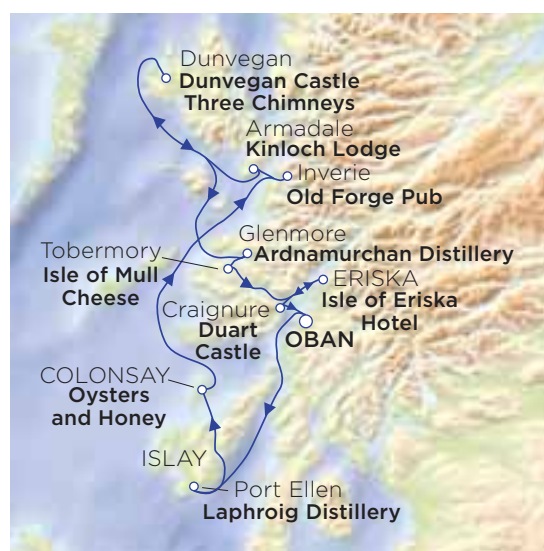 Dunvegan
Dunvegan Castle
Three Chimneys
Armadale
Kinloch Lodge
Inverie
Old Forge Pub
Glenmore
Ardnamurchan Distillery
Tobermory
Isle of Mull
Cheese
ERISKA
Isle of Eriska
Hotel
Craignure
Duart
Castle
OBAN
COLONSAY
Oysters
and Honey
ISLAY
Port Ellen
Laphroig Distillery